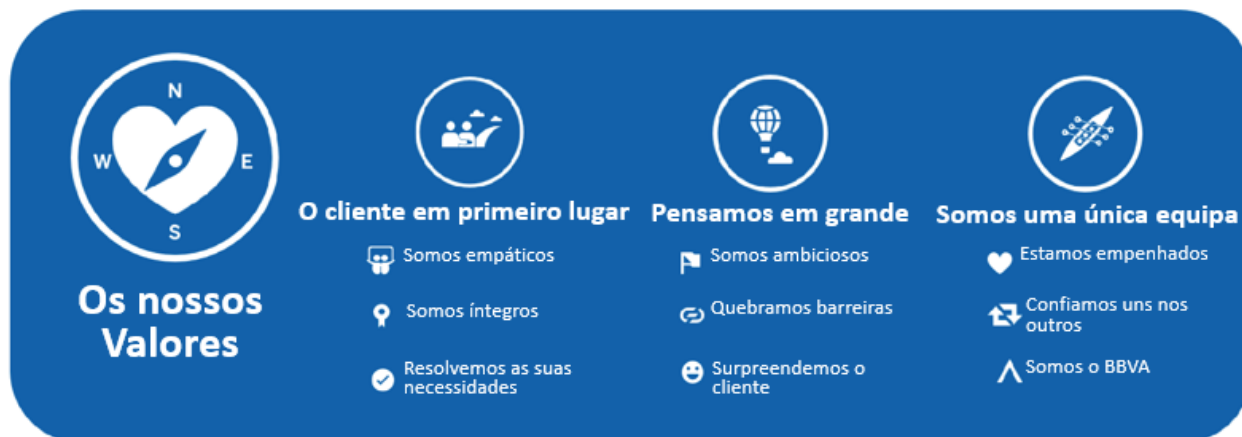 N
W
E
S
Os nossos
Valores
O cliente em primeiro lugar
Somos empáticos
Somos íntegros
Resolvemos as suas
necessidades
Pensamos em grande
Somos ambiciosos
Quebramos barreiras
Surpreendemos o
cliente
Somos uma única equipa
Estamos empenhados
Confiamos uns nos
outros
Somos o BBVA